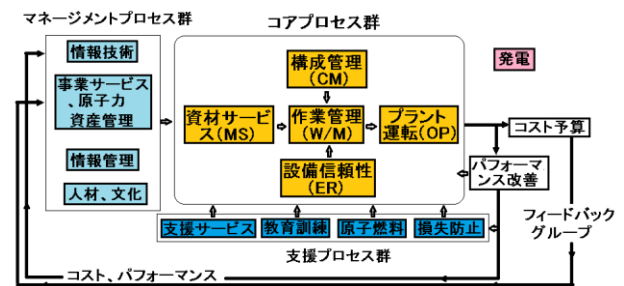 マネージメントプロセス群
コアプロセス群
情報技術
事業サービス
、原子力
資産管理
情報管理
人材、文化
構成管理
(CM)
資材サービ
ス(MS)
作業管理
(W/M)
プラント
運転(OP)
設備信頼性
(ER)
発電
コスト予算
パフォーマ
ンス改善
フィードバック
グループ
支援サービス
教育訓練
原子燃料
損失防止
支援プロセス群
コスト、パフォーマンス